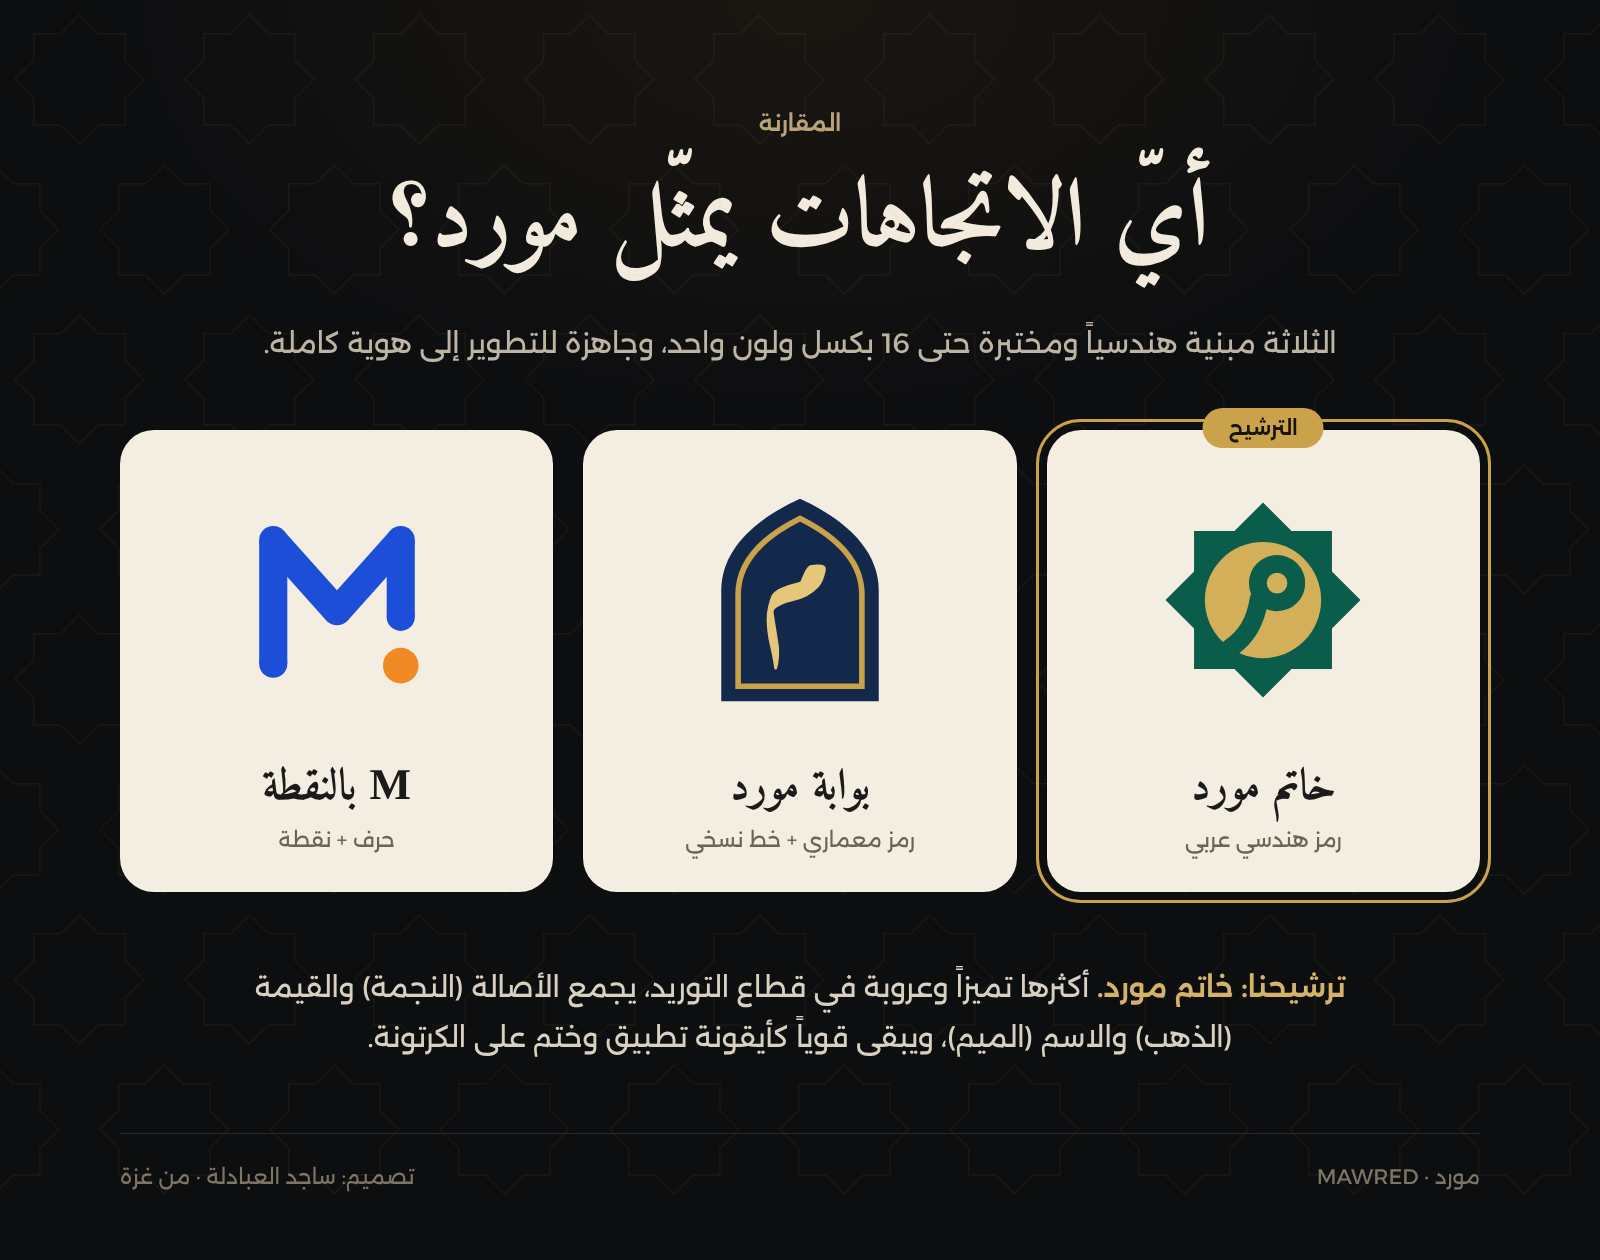 المقارنة
أيّ الاتجاهات يمثّل مورد؟
الثلاثة مبنية هندسياً ومختبرة حتى 16 بكسل ولون واحد، وجاهزة للتطوير إلى هوية كاملة.
الترشيح
م
خاتم مورد
رمز هندسي عربي
م
بوابة مورد
رمز معماري + خط نسخي
M
M بالنقطة
حرف + نقطة
ترشيحنا: خاتم مورد. أكثرها تميزاً وعروبة في قطاع التوريد، يجمع الأصالة (النجمة) والقيمة
(الذهب) والاسم (الميم)، ويبقى قوياً كأيقونة تطبيق وختم على الكرتونة.
مورد · MAWRED
تصميم: ساجد العبادلة · من غزة